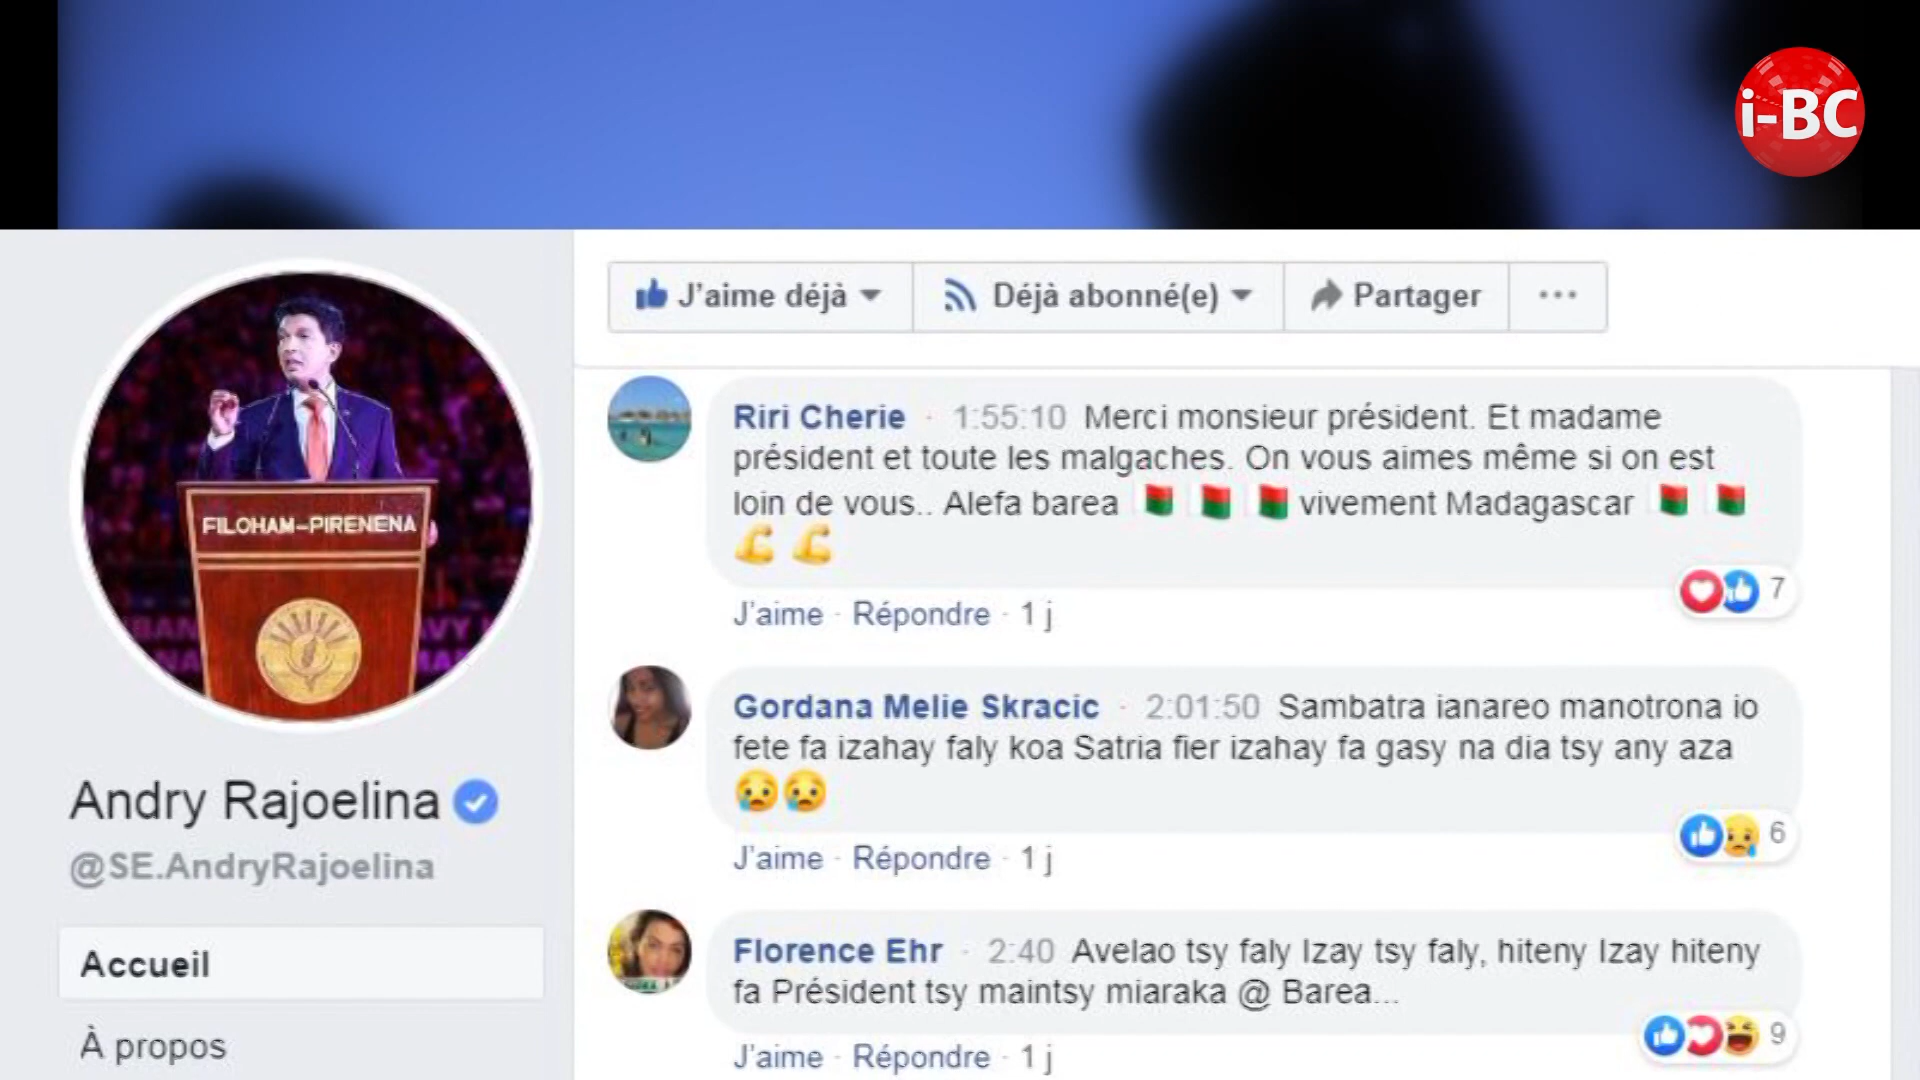 i-BC
J'aime déjà
Déjà abonné(e)
Partager
FILOHAM-PIRENENA
Riri Cherie · 1:55:10 Merci monsieur président. Et madame
président et toute les malgaches. On vous aimes même si on est
loin de vous.. Alefa barea 🇲🇬 🇲🇬 🇲🇬 vivement Madagascar 🇲🇬 🇲🇬
💪 💪
7
J'aime · Répondre · 1 j
Gordana Melie Skracic · 2:01:50 Sambatra ianareo manotrona io
fete fa izahay faly koa Satria fier izahay fa gasy na dia tsy any aza
😢😢
6
J'aime · Répondre · 1 j
Andry Rajoelina
@SE.AndryRajoelina
Accueil
À propos
Florence Ehr · 2:40 Avelao tsy faly Izay tsy faly, hiteny Izay hiteny
fa Président tsy maintsy miaraka @ Barea...
9
J'aime · Répondre · 1 j